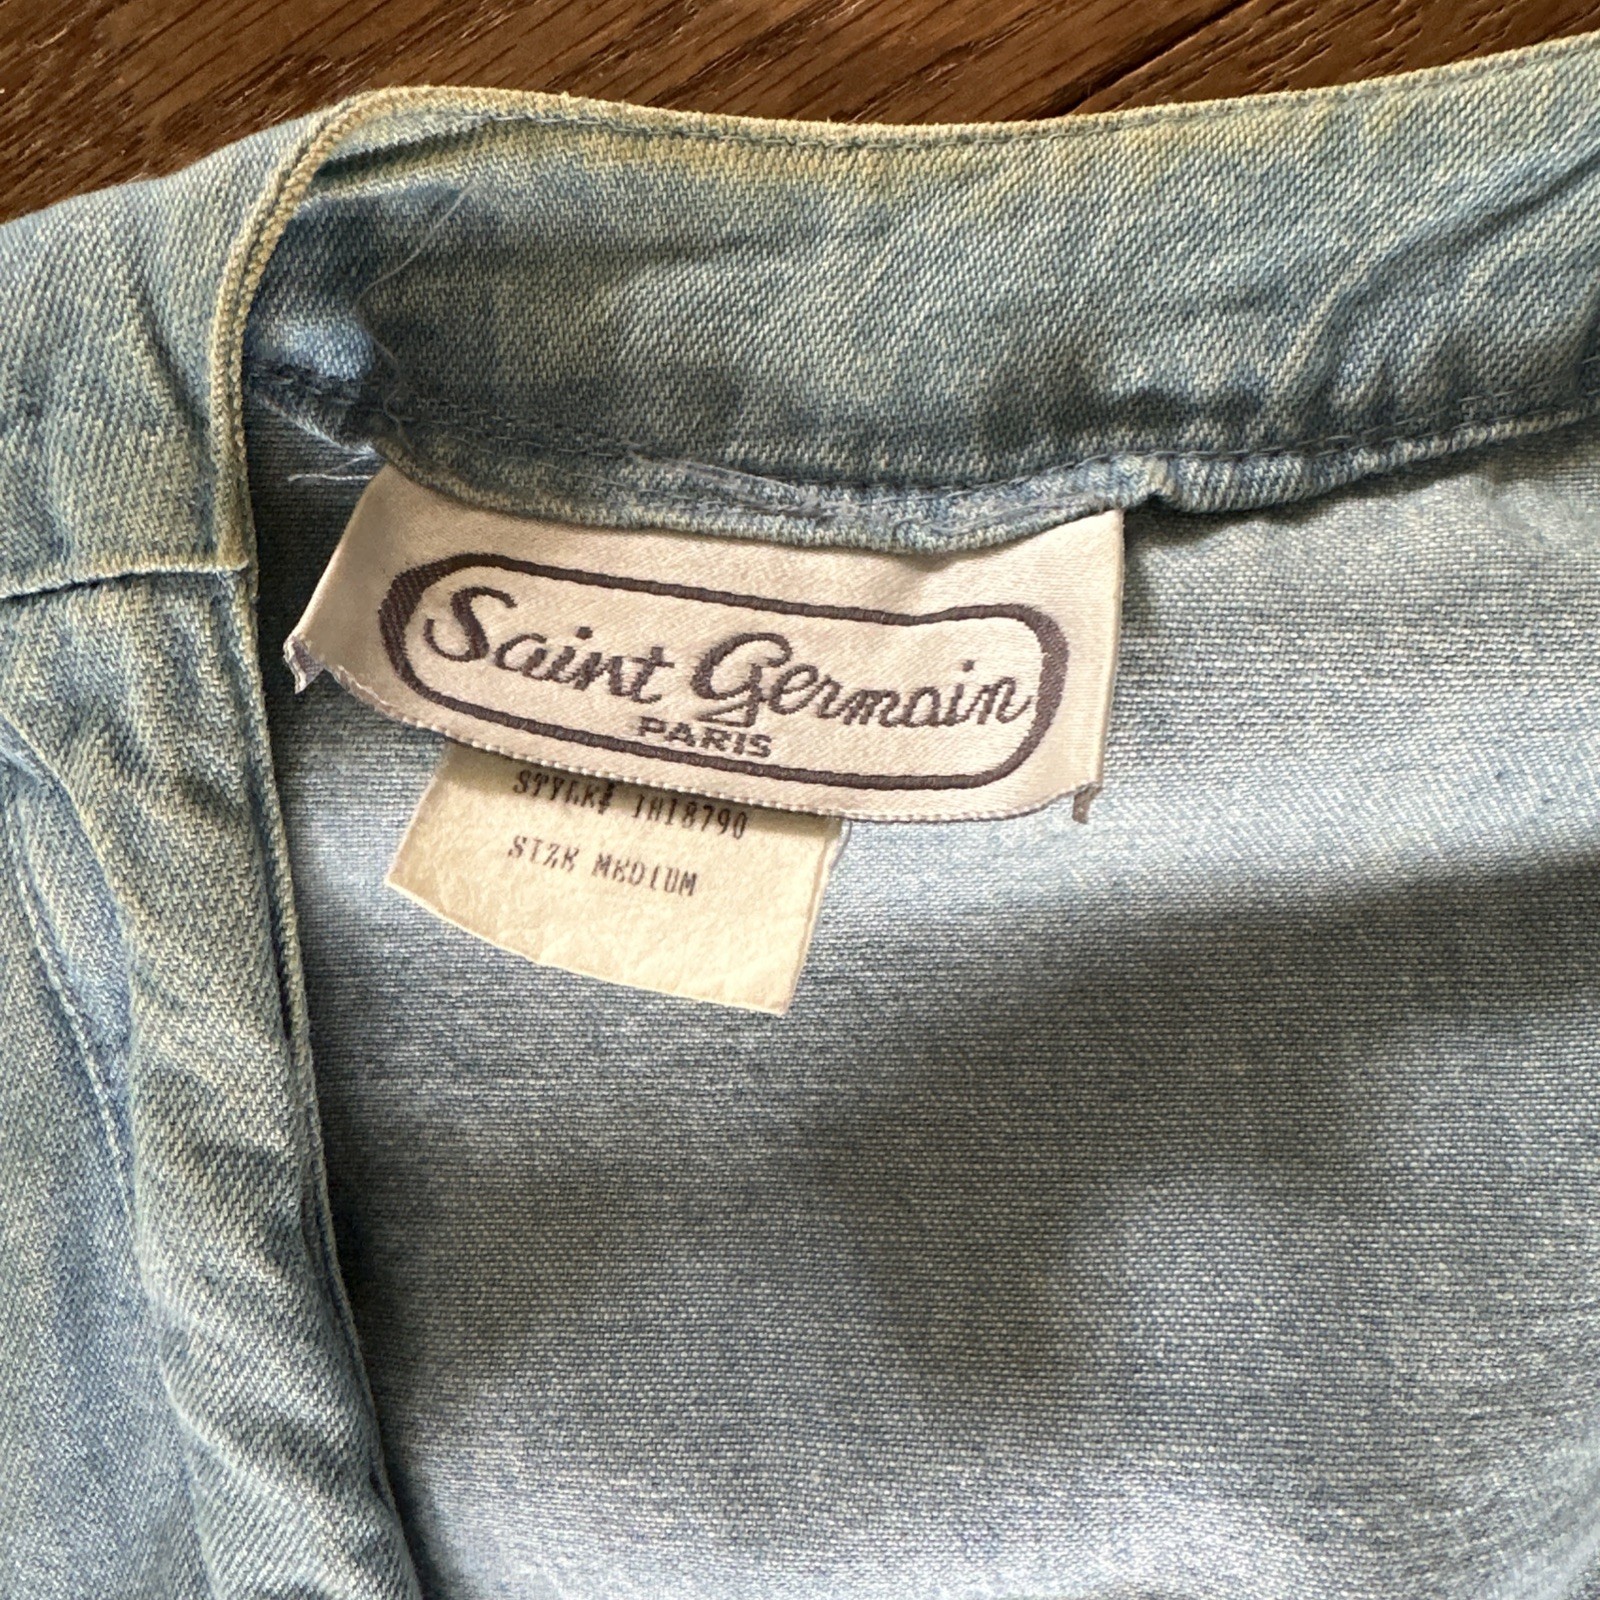 Saint Germain
PARIS
STYLE# 1H18790
SIZE MEDIUM